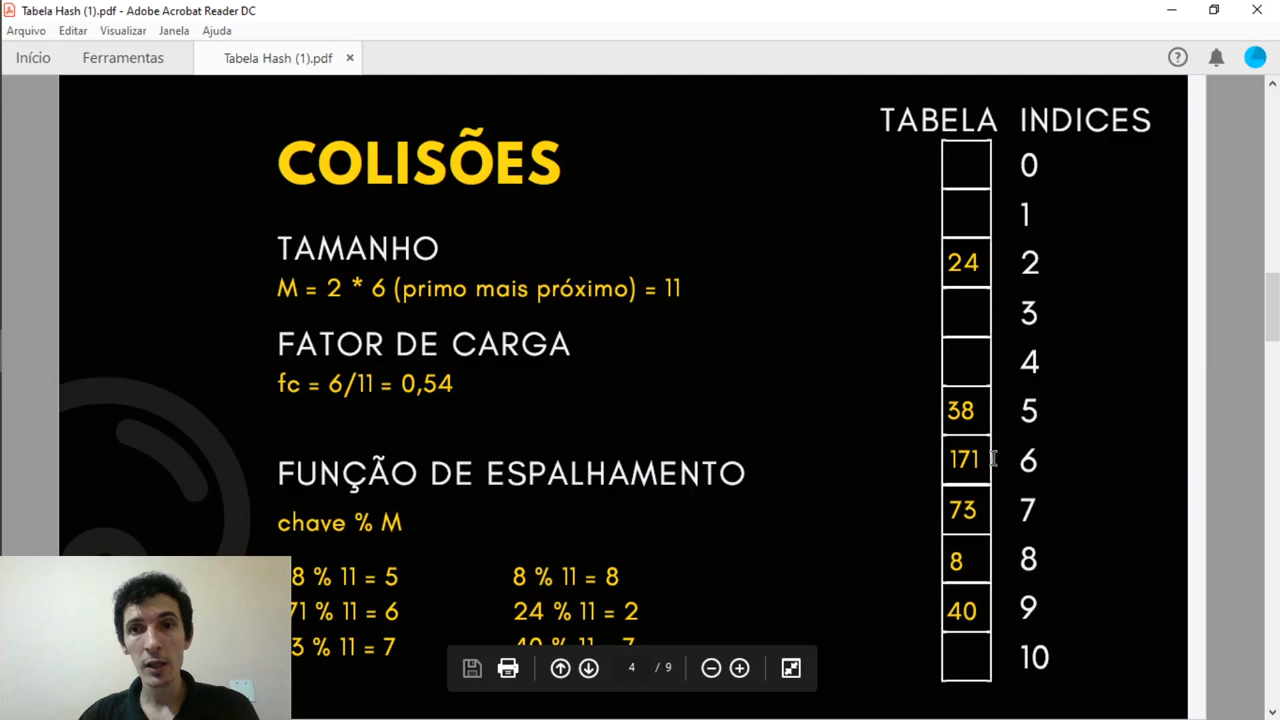 Tabela Hash (1).pdf - Adobe Acrobat Reader DC
Arquivo Editar Visualizar Janela Ajuda
Início Ferramentas Tabela Hash (1).pdf
COLISÕES
TAMANHO
M = 2 * 6 (primo mais próximo) = 11
FATOR DE CARGA
fc = 6/11 = 0,54
FUNÇÃO DE ESPALHAMENTO
chave % M
8 % 11 = 5 8 % 11 = 8
71 % 11 = 6 24 % 11 = 2
3 % 11 = 7 40 % 11 = 7
TABELA INDICES
0
1
24 2
3
4
38 5
171 6
73 7
8 8
40 9
10
4 / 9